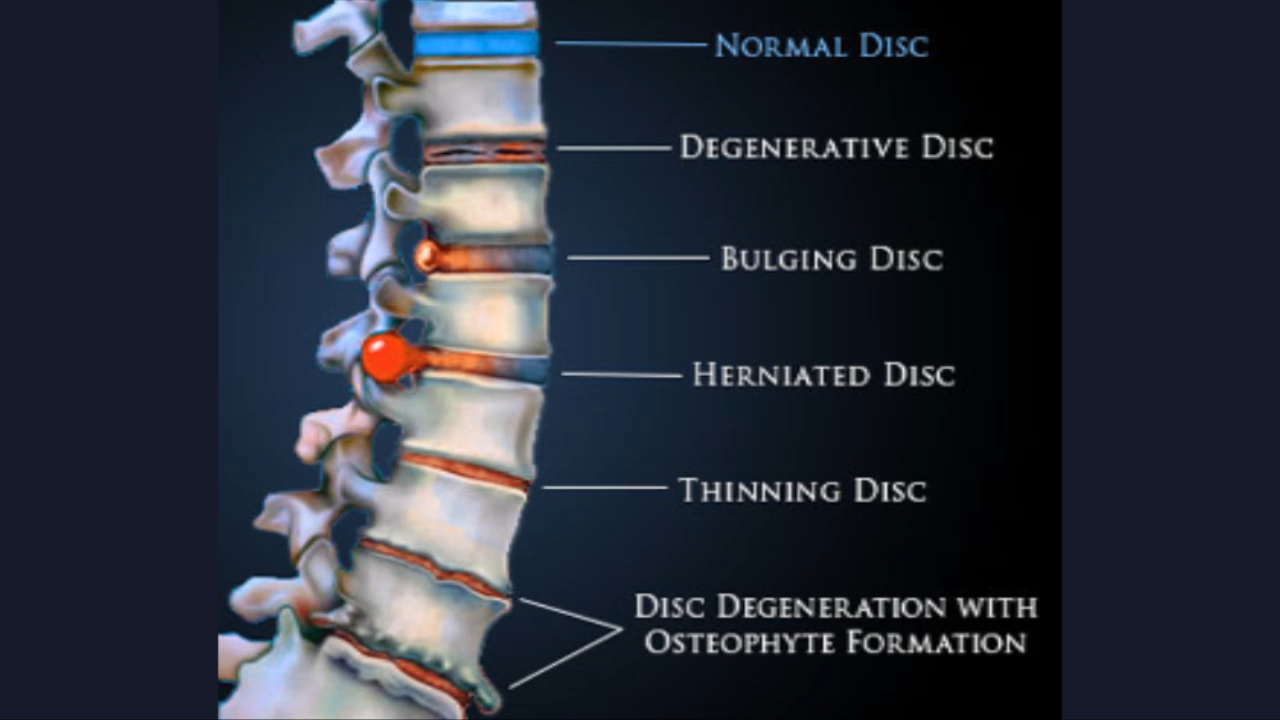 NORMAL DISC
DEGENERATIVE DISC
BULGING DISC
HERNIATED DISC
THINNING DISC
DISC DEGENERATION WITH
OSTEOPHYTE FORMATION